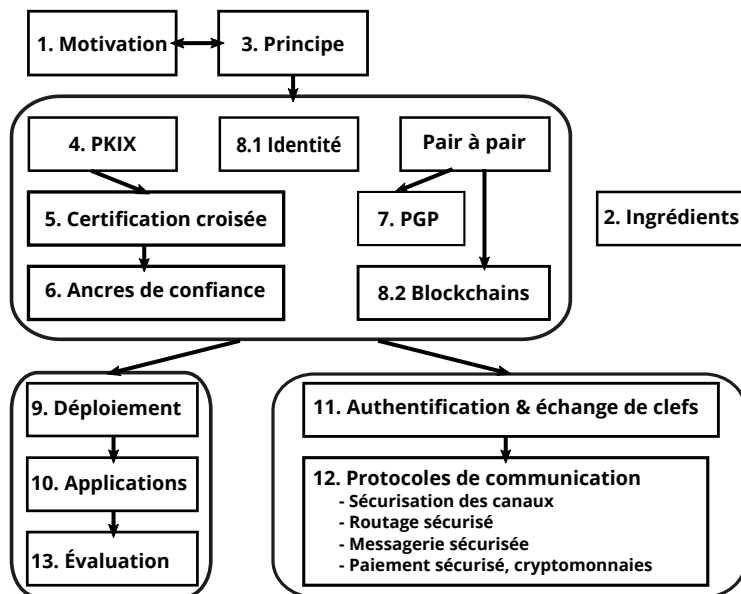 1. Motivation
3. Principe
4. PKIX
8.1 Identité
Pair à pair
5. Certification croisée
7. PGP
2. Ingrédients
6. Ancres de confiance
8.2 Blockchains
9. Déploiement
10. Applications
13. Évaluation
11. Authentification & échange de clefs
12. Protocoles de communication
- Sécurisation des canaux
- Routage sécurisé
- Messagerie sécurisée
- Paiement sécurisé, cryptomonnaies